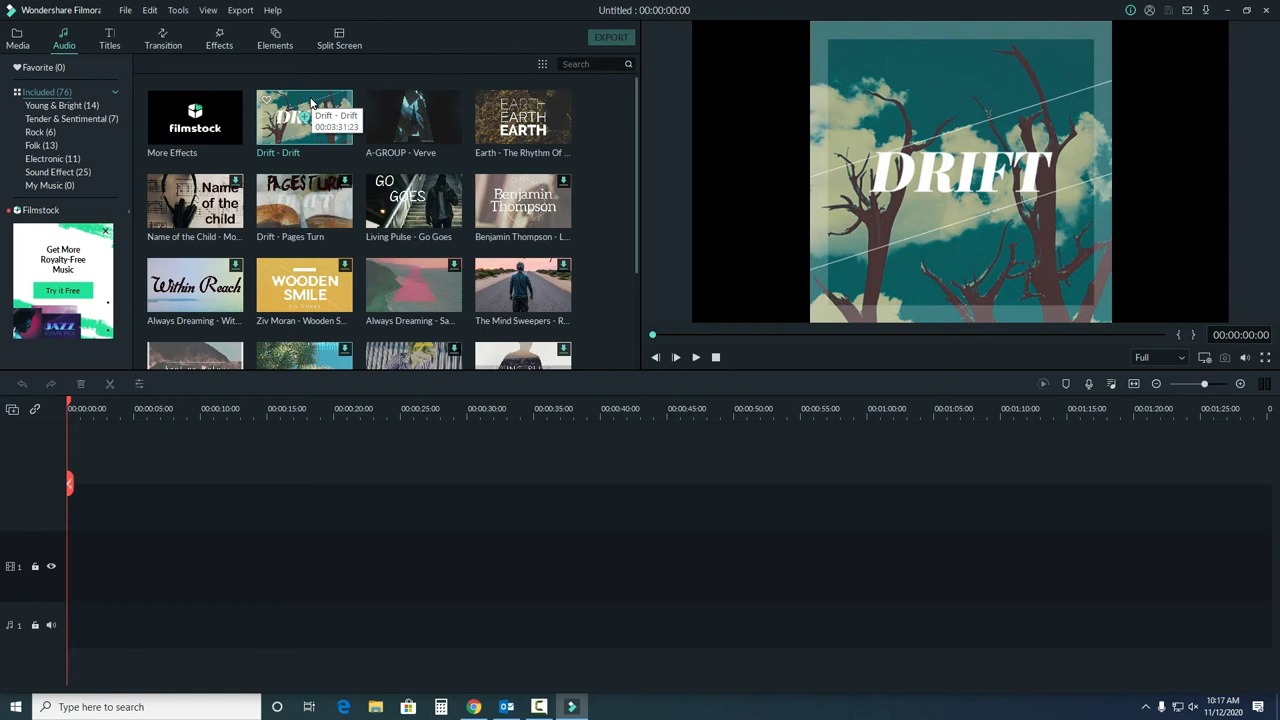 Wondershare Filmora
File
Edit
Tools
View
Export
Help
Untitled : 00:00:00:00
Media
Audio
Titles
Transition
Effects
Elements
Split Screen
EXPORT
Favorite (0)
Included (76)
Young & Bright (14)
Tender & Sentimental (7)
Rock (6)
Folk (13)
Electronic (11)
Sound Effect (25)
My Music (0)
Filmstock
Get More
Royalty-Free
Music
Try it Free
JAZZ
Search
filmstock
More Effects
Drift - Drift
Drift - Drift
00:03:31:23
A-GROUP - Verve
EARTH
EARTH
EARTH
Earth - The Rhythm Of ...
Name
of the
child
Name of the Child - Mo...
PAGES TURN
Drift - Pages Turn
GO
GOES
Living Pulse - Go Goes
Benjamin
Thompson
Benjamin Thompson - L...
Within Reach
Always Dreaming - Wit...
WOODEN
SMILE
ZIV MORAN
Ziv Moran - Wooden S...
Always Dreaming - Sa...
The Mind Sweepers - R...
DRIFT
00:00:00:00
Full
00:00:00:00
00:00:05:00
00:00:10:00
00:00:15:00
00:00:20:00
00:00:25:00
00:00:30:00
00:00:35:00
00:00:40:00
00:00:45:00
00:00:50:00
00:00:55:00
00:01:00:00
00:01:05:00
00:01:10:00
00:01:15:00
00:01:20:00
00:01:25:00
0
1
1
Type here to search
10:17 AM
11/12/2020